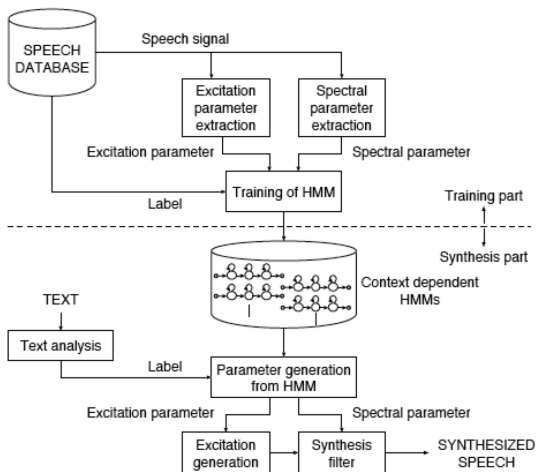 SPEECH
DATABASE
Speech signal
Excitation
parameter
extraction
Spectral
parameter
extraction
Excitation parameter
Spectral parameter
Training of HMM
Label
Training part
Synthesis part
Context dependent
HMMs
TEXT
Text analysis
Label
Parameter generation
from HMM
Excitation parameter
Spectral parameter
Excitation
generation
Synthesis
filter
SYNTHESIZED
SPEECH